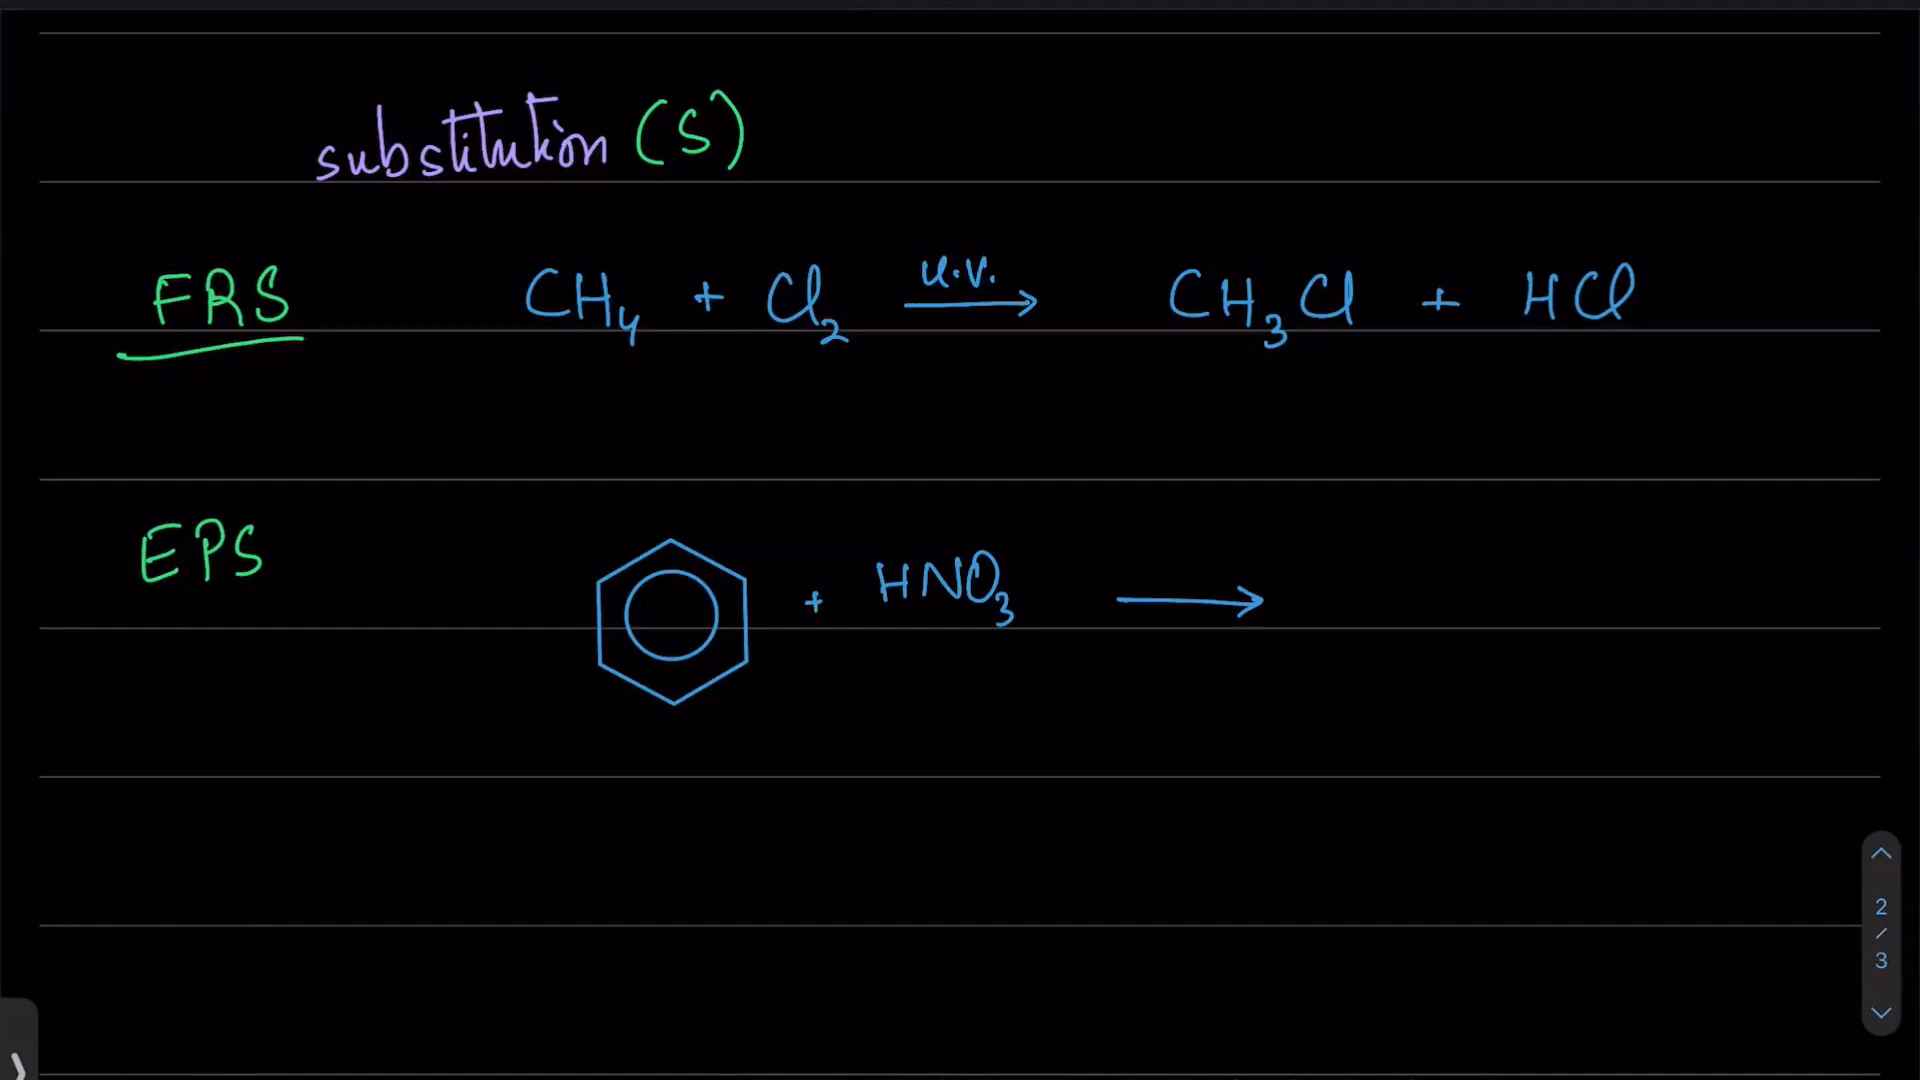 substitution (S)
FRS CH₄ + Cl₂ u.v. → CH₃Cl + HCl
EPS + HNO₃ →
2
/
3